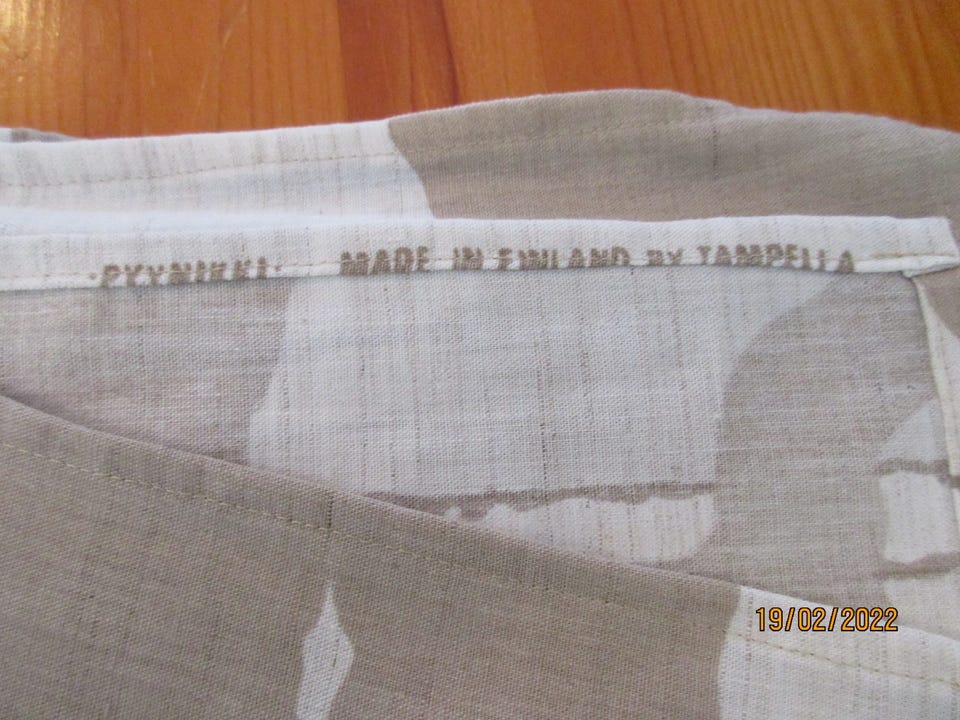 ·PYYNIKKI· MADE IN FINLAND BY TAMPELLA
19/02/2022